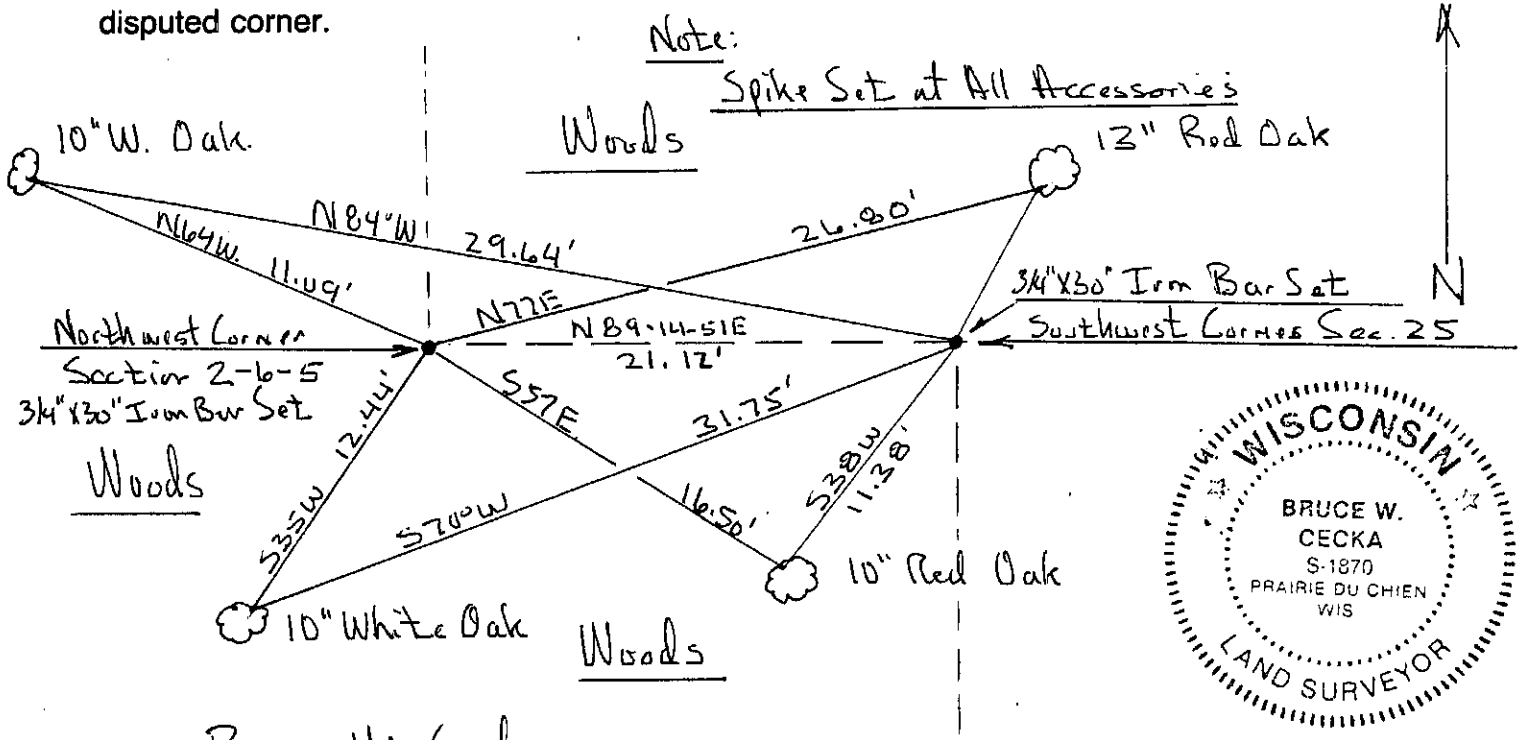 disputed corner.
Note:
Spike Set at All Accessories
Woods
10" W. Oak.
13" Red Oak
N84°W 29.64'
26.80'
N64W. 11.09'
N77E
3/4"X30" Iron Bar Set
N
Northwest Corner
N89-14-51E
Southwest Corner Sec. 25
Section 2-6-5
21.12'
3/4"X30" Iron Bar Set
12.44'
S57E
31.75'
Woods
S38W
11.38'
S35W
S70°W
16.50'
10" Red Oak
10" White Oak
Woods
WISCONSIN
BRUCE W.
CECKA
S-1870
PRAIRIE DU CHIEN
WIS
LAND SURVEYOR